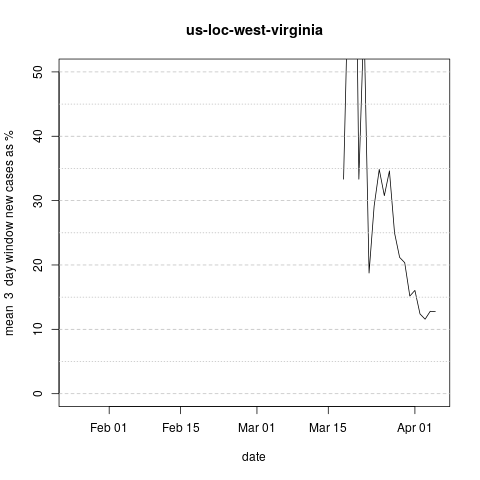 us-loc-west-virginia
mean  3  day window new cases as %
50
40
30
20
10
0
Feb 01
Feb 15
Mar 01
Mar 15
Apr 01
date